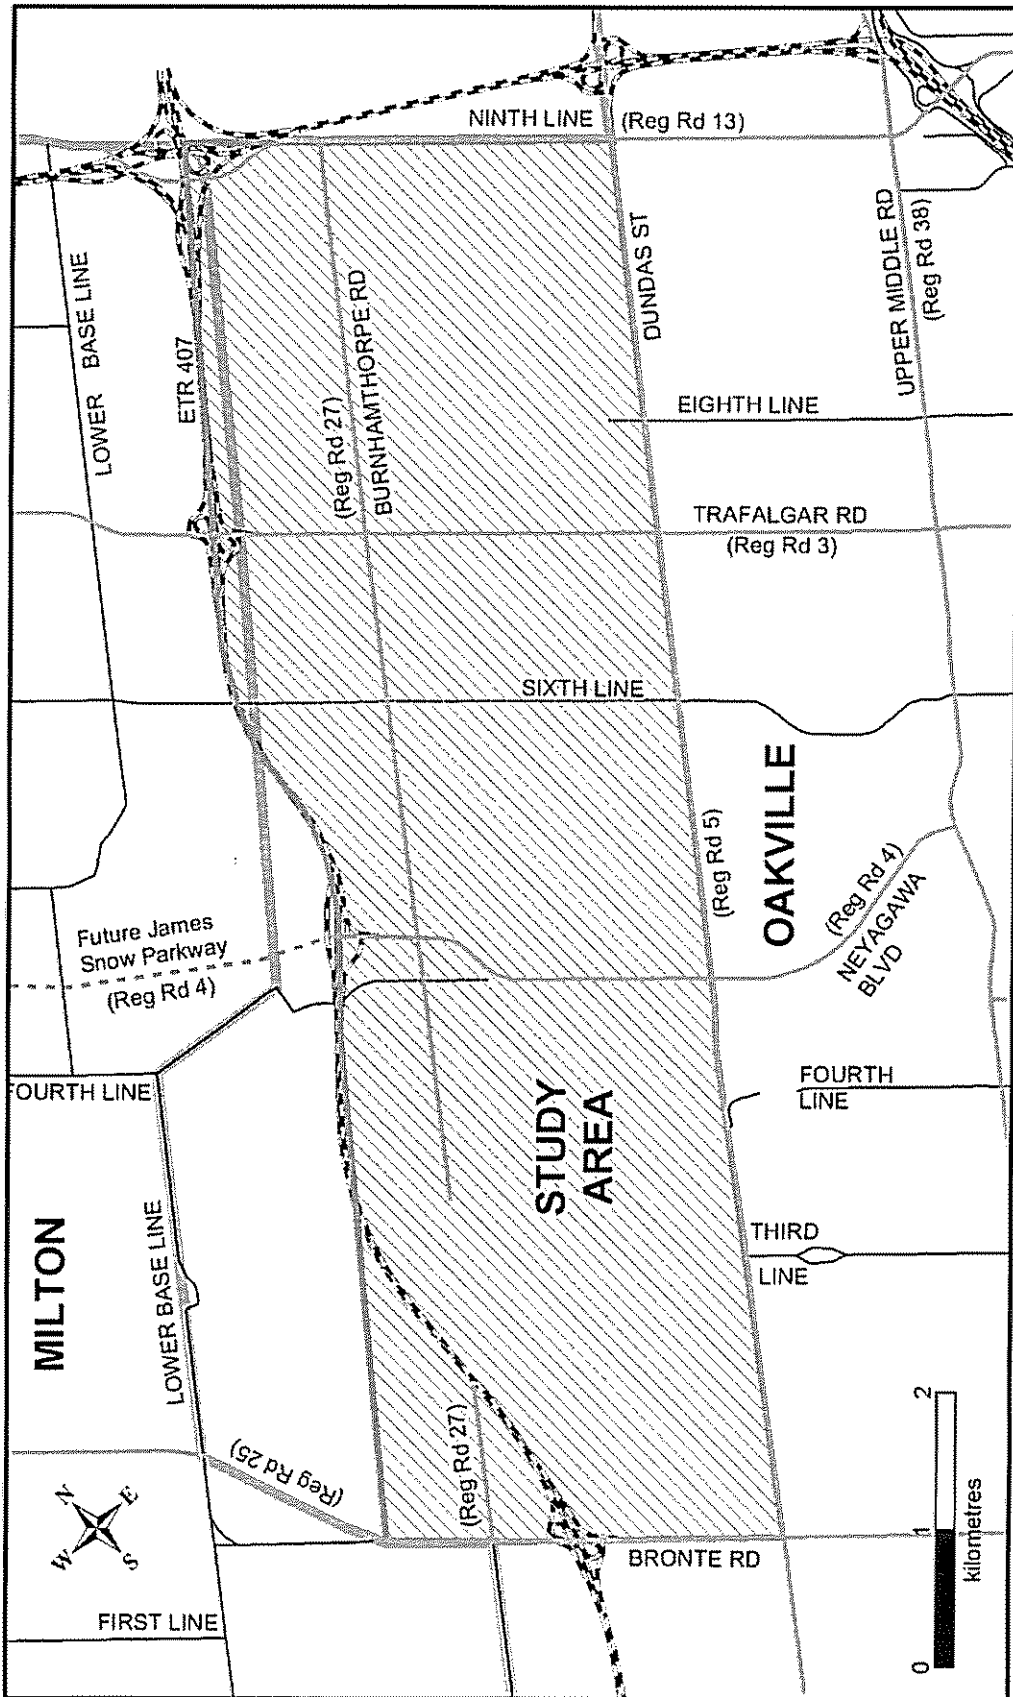 NINTH LINE
(Reg Rd 13)
LOWER BASE LINE
ETR 407
(Reg Rd 27)
BURNHAMTHORPE RD
DUNDAS ST
UPPER MIDDLE RD
(Reg Rd 38)
EIGHTH LINE
TRAFALGAR RD
(Reg Rd 3)
SIXTH LINE
OAKVILLE
(Reg Rd 5)
(Reg Rd 4)
NEYAGAWA
BLVD
Future James
Snow Parkway
(Reg Rd 4)
FOURTH LINE
FOURTH
LINE
STUDY
AREA
MILTON
LOWER BASE LINE
THIRD
LINE
(Reg Rd 25)
(Reg Rd 27)
N
E
W
S
BRONTE RD
FIRST LINE
0 1 2
kilometres